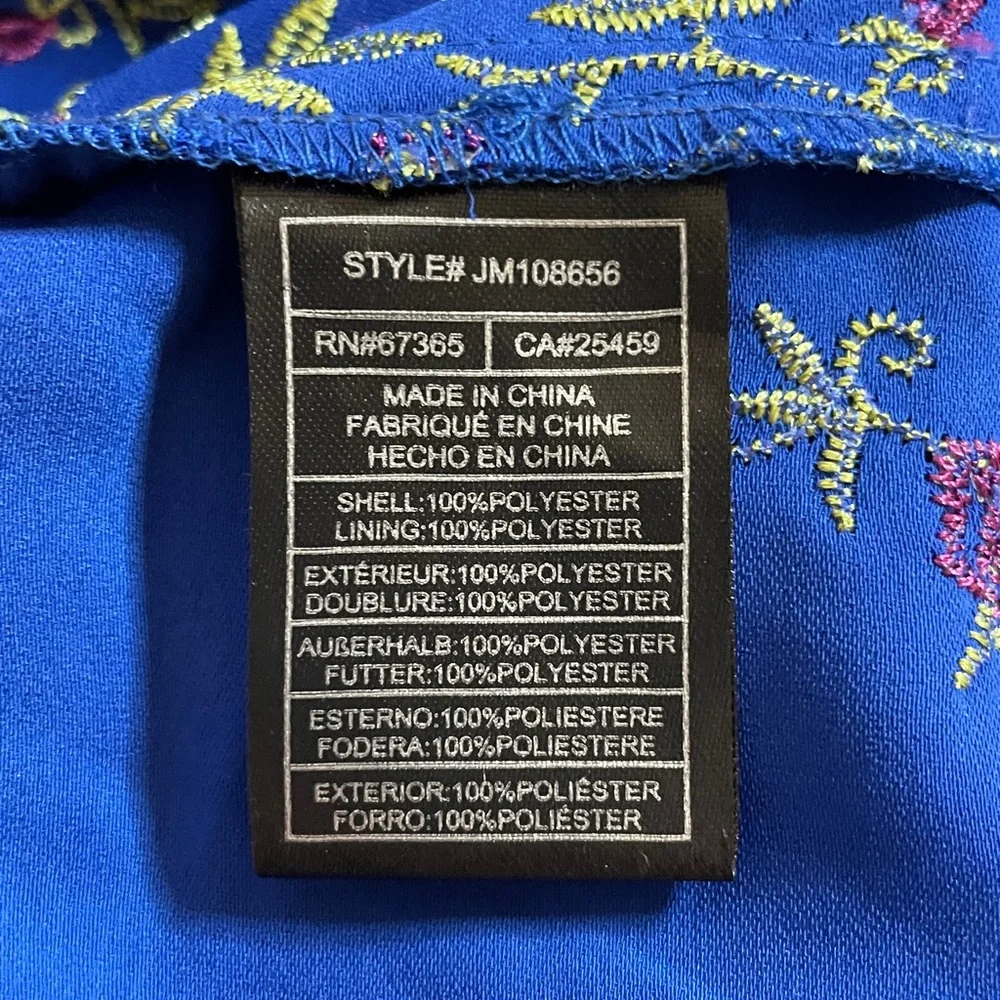 STYLE# JM108656
RN#67365 CA#25459
MADE IN CHINA
FABRIQUÉ EN CHINE
HECHO EN CHINA
SHELL:100%POLYESTER
LINING:100%POLYESTER
EXTÉRIEUR:100%POLYESTER
DOUBLURE:100%POLYESTER
AUßERHALB:100%POLYESTER
FUTTER:100%POLYESTER
ESTERNO:100%POLIESTERE
FODERA:100%POLIESTERE
EXTERIOR:100%POLIÉSTER
FORRO:100%POLIÉSTER